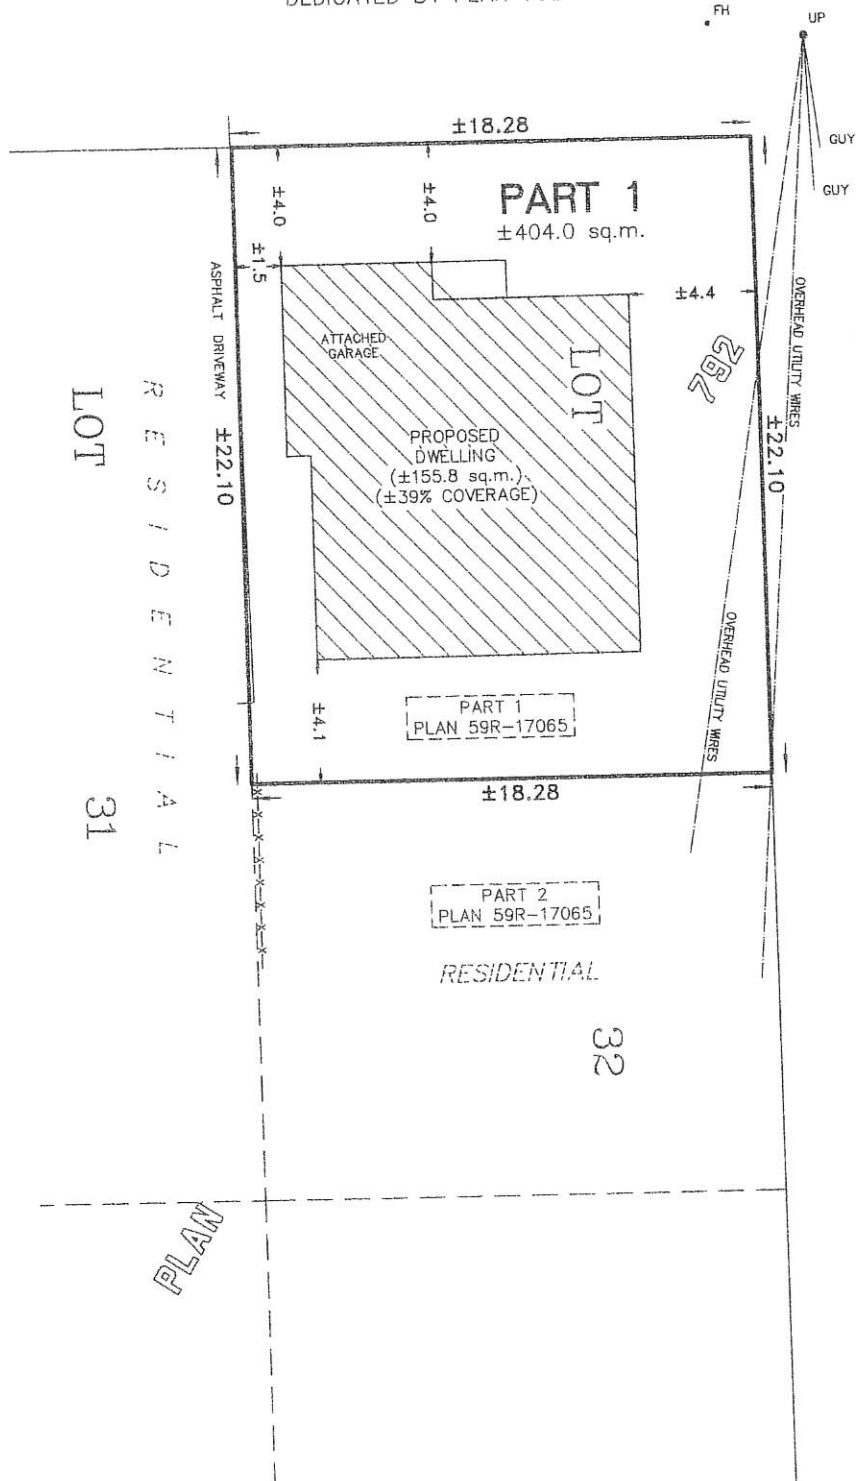 DEDICATED BY PLAN
FH
UP
GUY
GUY
±18.28
±4.0
±4.0
PART 1
±404.0 sq.m.
±1.5
±4.4
ASPHALT DRIVEWAY
ATTACHED
GARAGE
LOT
792
OVERHEAD UTILITY WIRES
LOT
RESIDENTIAL
±22.10
PROPOSED
DWELLING
(±155.8 sq.m.)
(±39% COVERAGE)
±22.10
OVERHEAD UTILITY WIRES
±4.1
PART 1
PLAN 59R-17065
±18.28
31
PART 2
PLAN 59R-17065
RESIDENTIAL
32
PLAN